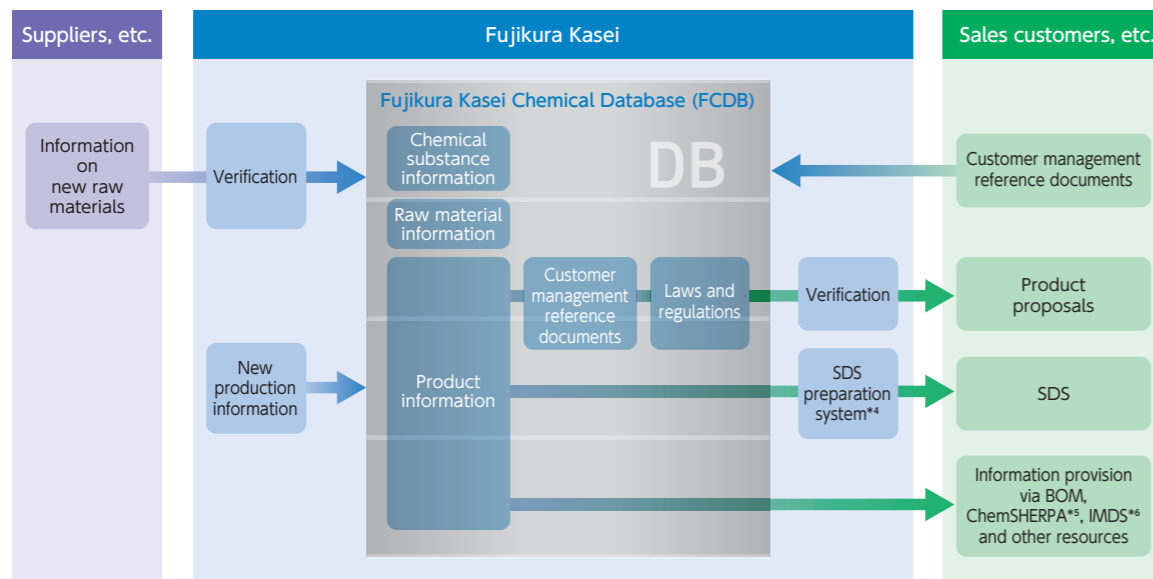 Suppliers, etc.
Fujikura Kasei
Sales customers, etc.
Fujikura Kasei Chemical Database (FCDB)
DB
Information
on
new raw
materials
Verification
Chemical
substance
information
Customer management
reference documents
Raw material
information
Customer
management
reference
documents
Laws and
regulations
Verification
Product
proposals
New
production
information
Product
information
SDS
preparation
system*4
SDS
Information provision
via BOM,
ChemSHERPA*5, IMDS*6
and other resources